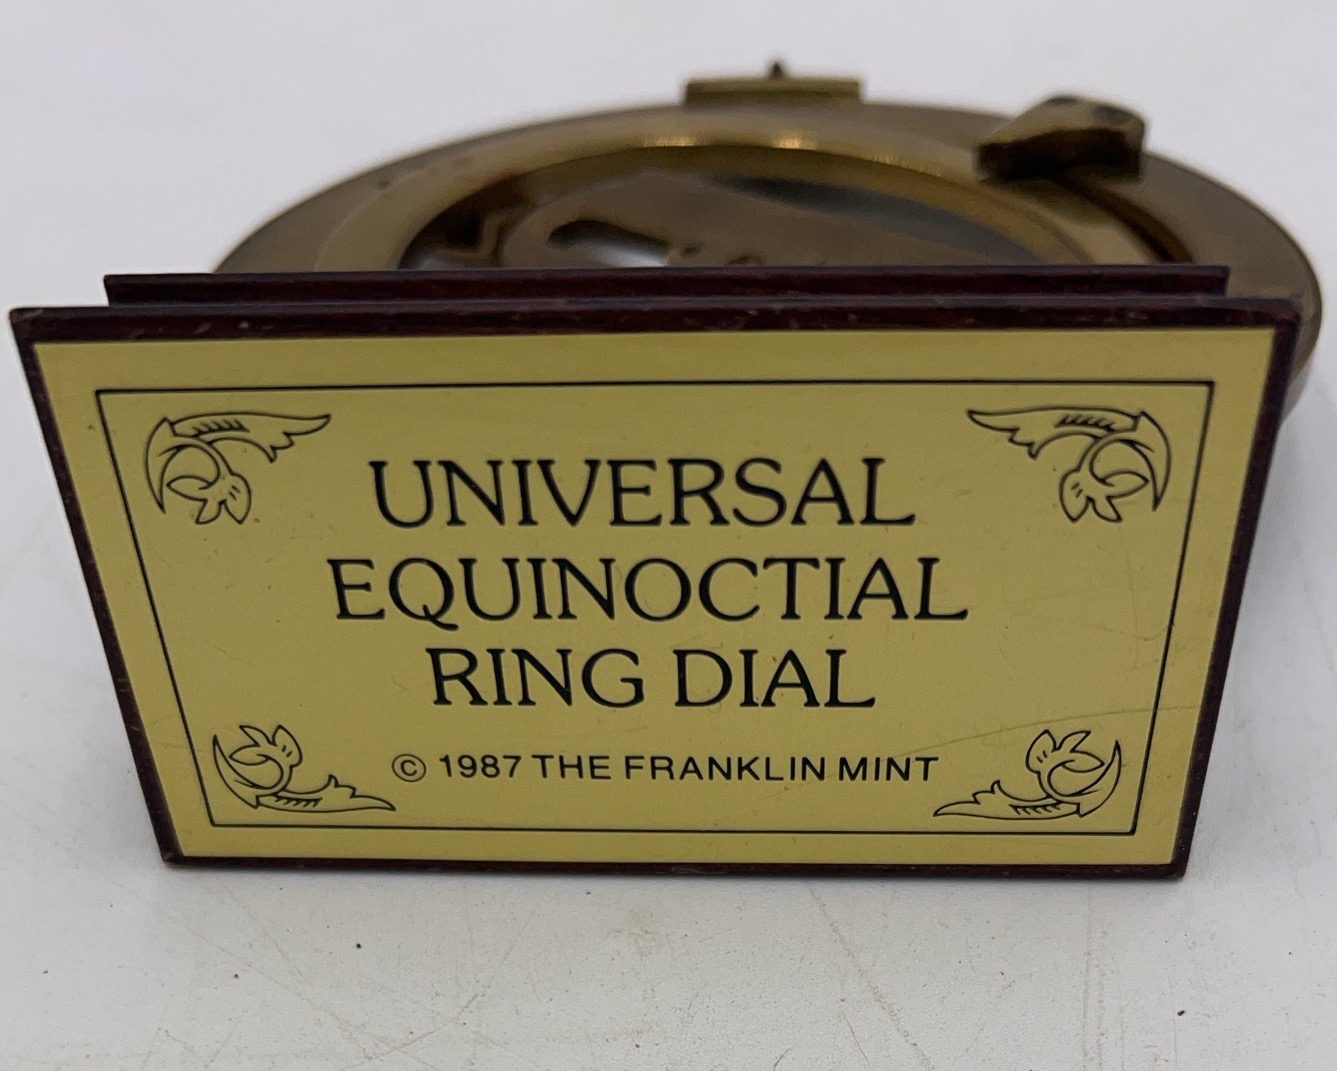 UNIVERSAL
EQUINOCTIAL
RING DIAL
© 1987 THE FRANKLIN MINT